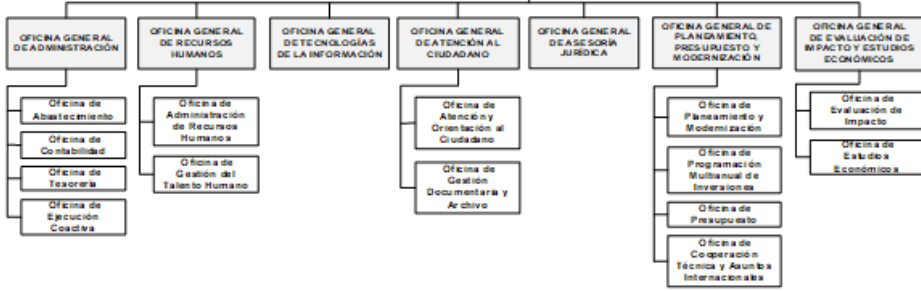 OFICINA GENERAL
DE ADMINISTRACIÓN
OFICINA GENERAL
DE RECURSOS
HUMANOS
OFICINA GENERAL
DE TECNOLOGÍAS
DE LA INFORMACIÓN
OFICINA GENERAL
DE ATENCIÓN AL
CIUDADANO
OFICINA GENERAL
DE ASESORÍA
JURÍDICA
OFICINA GENERAL DE
PLANEAMIENTO,
PRESUPUESTO Y
MODERNIZACIÓN
OFICINA GENERAL
DE EVALUACIÓN DE
IMPACTO Y ESTUDIOS
ECONÓMICOS
Oficina de
Abastecimiento
Oficina de
Contabilidad
Oficina de
Tesorería
Oficina de
Ejecución
Coactiva
Oficina de
Administración
de Recursos
Humanos
Oficina de
Gestión del
Talento Humano
Oficina de
Atención y
Orientación al
Ciudadano
Oficina de
Gestión
Documentaria y
Archivo
Oficina de
Planeamiento y
Modernización
Oficina de
Programación
Multianual de
Inversiones
Oficina de
Presupuesto
Oficina de
Cooperación
Técnica y Asuntos
Internacionales
Oficina de
Evaluación de
Impacto
Oficina de
Estudios
Económicos